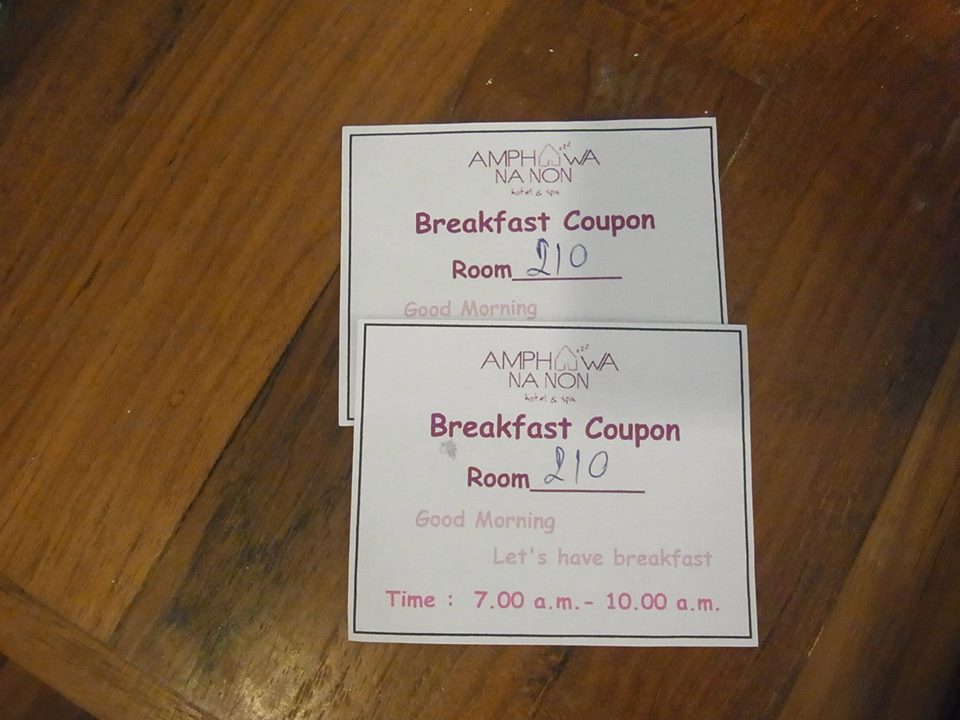 AMPHAWA
NA NON
hotel & spa
Breakfast Coupon
Room 210
Good Morning
AMPHAWA
NA NON
hotel & spa
Breakfast Coupon
Room 210
Good Morning
Let's have breakfast
Time : 7.00 a.m.- 10.00 a.m.